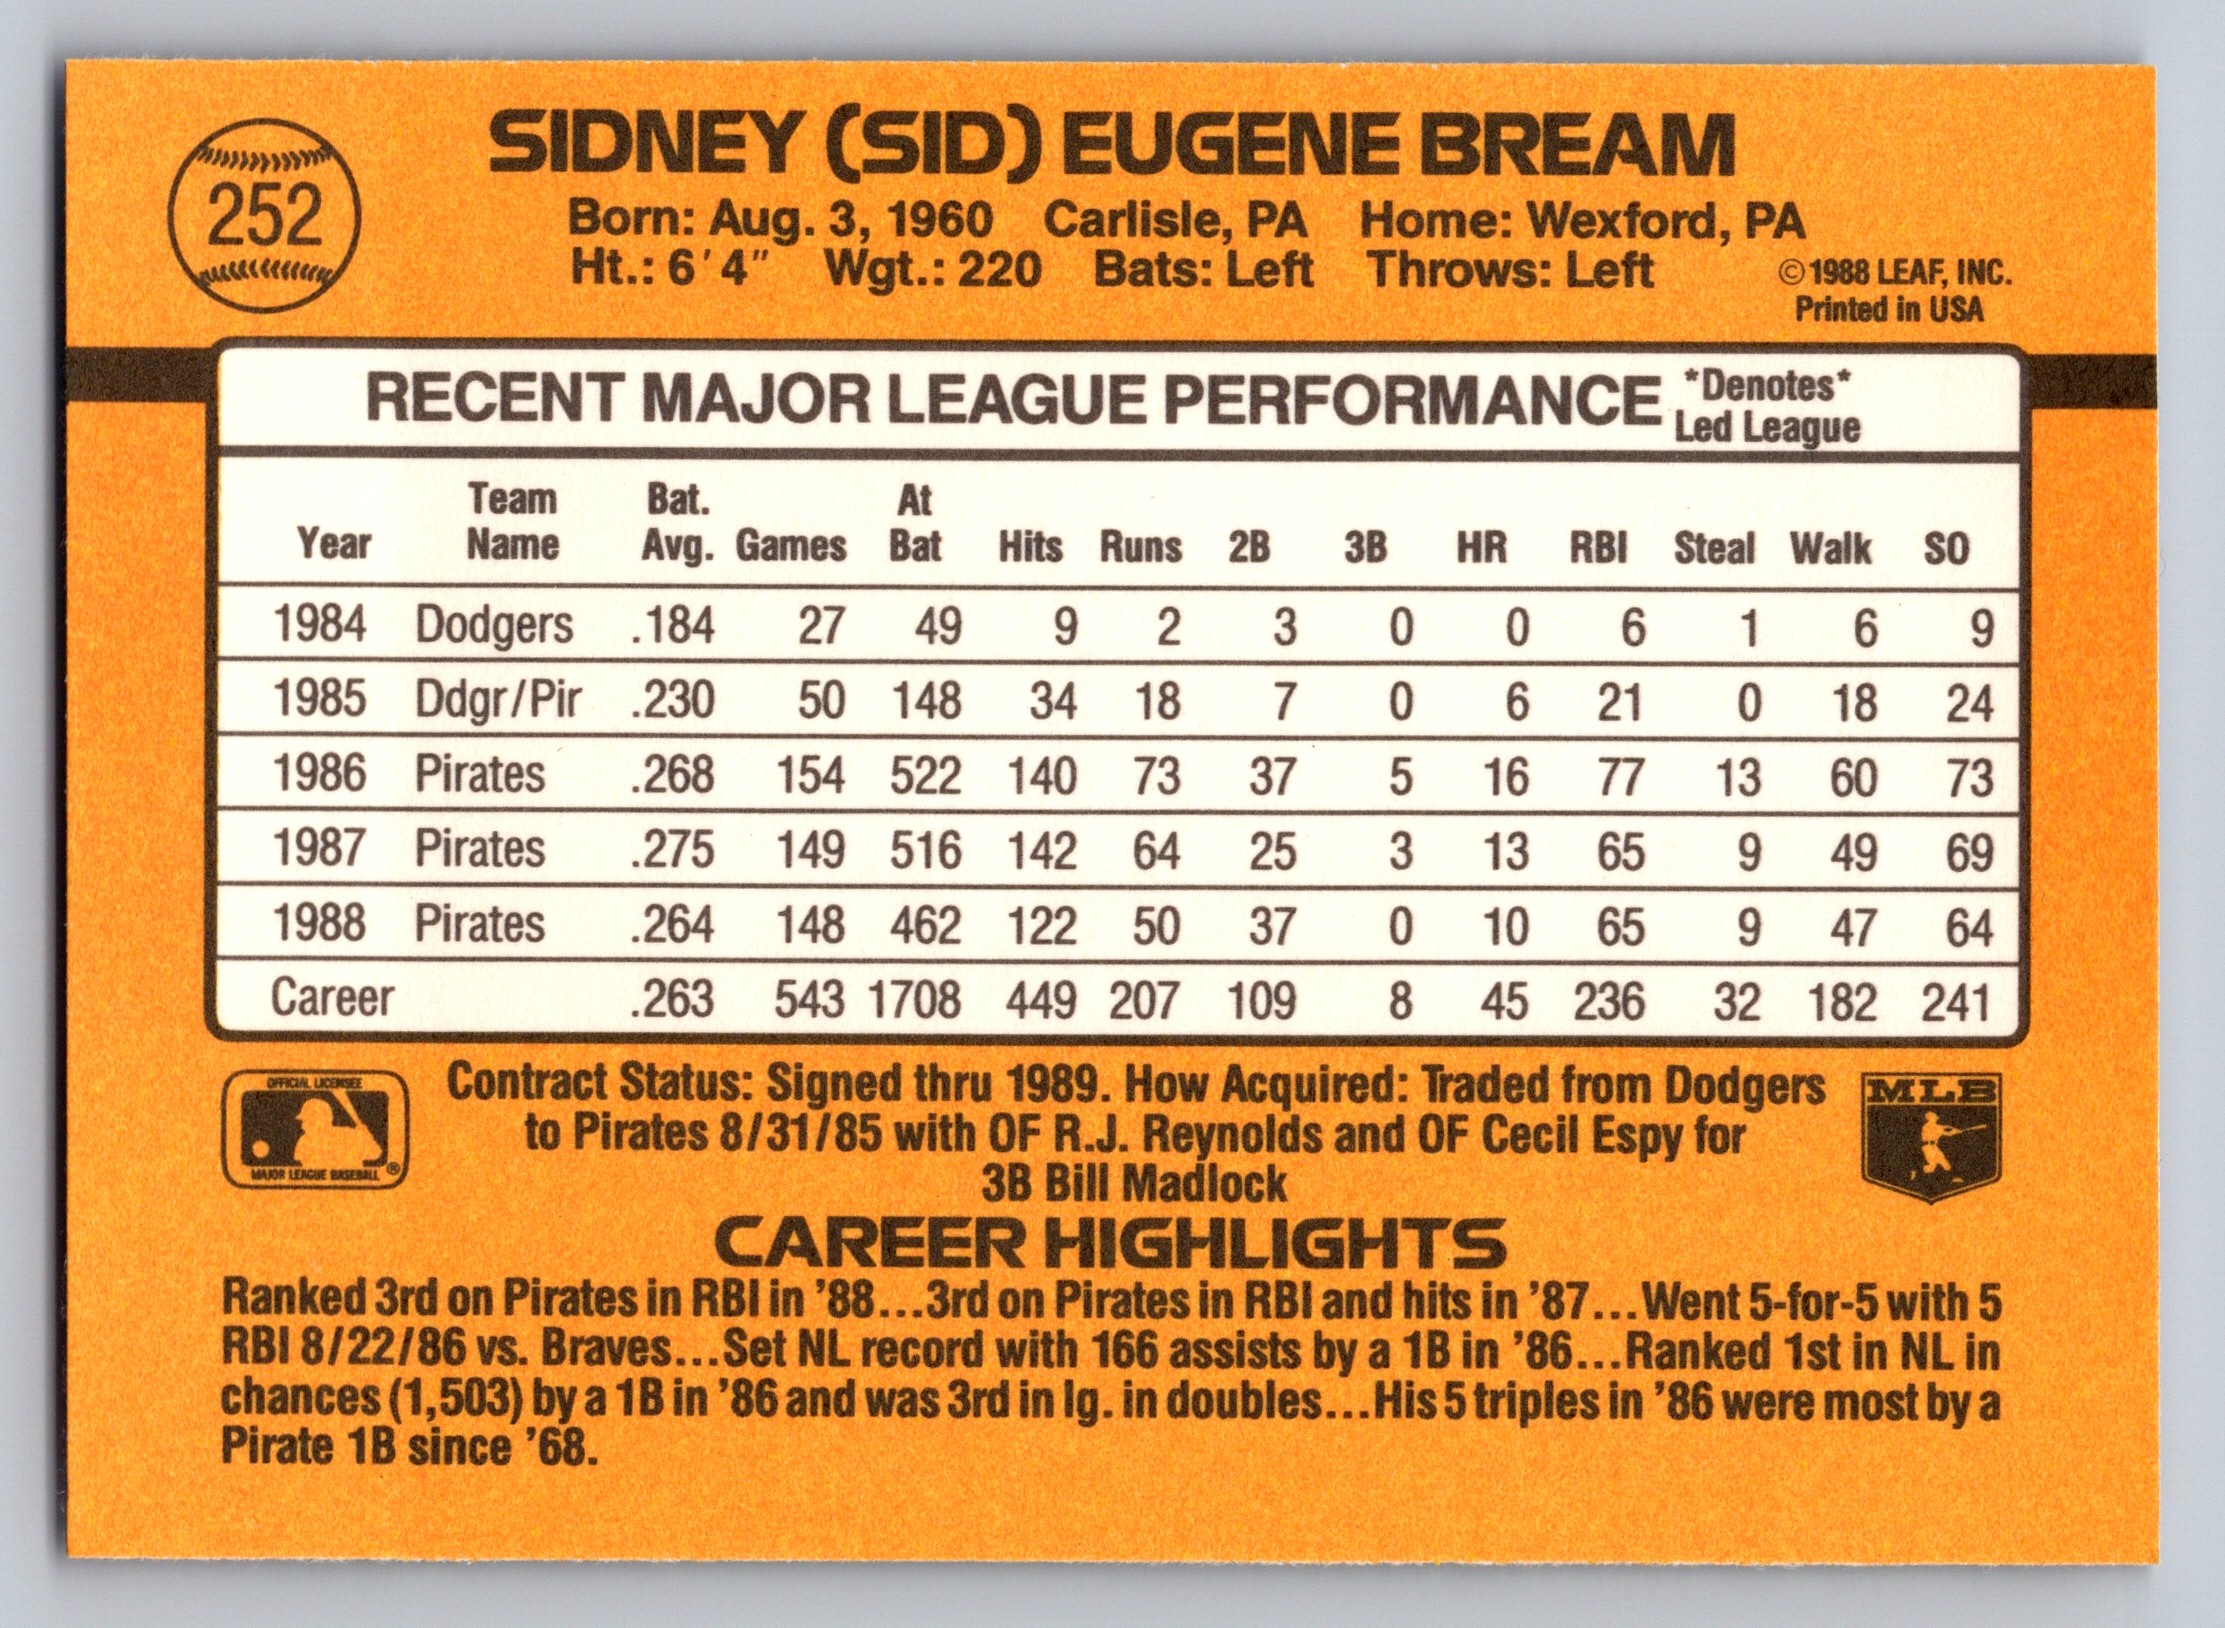 252
SIDNEY (SID) EUGENE BREAM
Born: Aug. 3, 1960 Carlisle, PA Home: Wexford, PA
Ht.: 6'4" Wgt.: 220 Bats: Left Throws: Left
©1988 LEAF, INC.
Printed in USA
RECENT MAJOR LEAGUE PERFORMANCE *Denotes*
Led League
Year Team Name Bat. Avg. Games At Bat Hits Runs 2B 3B HR RBI Steal Walk SO
1984 Dodgers .184 27 49 9 2 3 0 0 6 1 6 9
1985 Ddgr/Pir .230 50 148 34 18 7 0 6 21 0 18 24
1986 Pirates .268 154 522 140 73 37 5 16 77 13 60 73
1987 Pirates .275 149 516 142 64 25 3 13 65 9 49 69
1988 Pirates .264 148 462 122 50 37 0 10 65 9 47 64
Career .263 543 1708 449 207 109 8 45 236 32 182 241
OFFICIAL LICENSEE
MAJOR LEAGUE BASEBALL ®
Contract Status: Signed thru 1989. How Acquired: Traded from Dodgers
to Pirates 8/31/85 with OF R.J. Reynolds and OF Cecil Espy for
3B Bill Madlock
MLB
CAREER HIGHLIGHTS
Ranked 3rd on Pirates in RBI in '88...3rd on Pirates in RBI and hits in '87...Went 5-for-5 with 5
RBI 8/22/86 vs. Braves...Set NL record with 166 assists by a 1B in '86...Ranked 1st in NL in
chances (1,503) by a 1B in '86 and was 3rd in lg. in doubles...His 5 triples in '86 were most by a
Pirate 1B since '68.